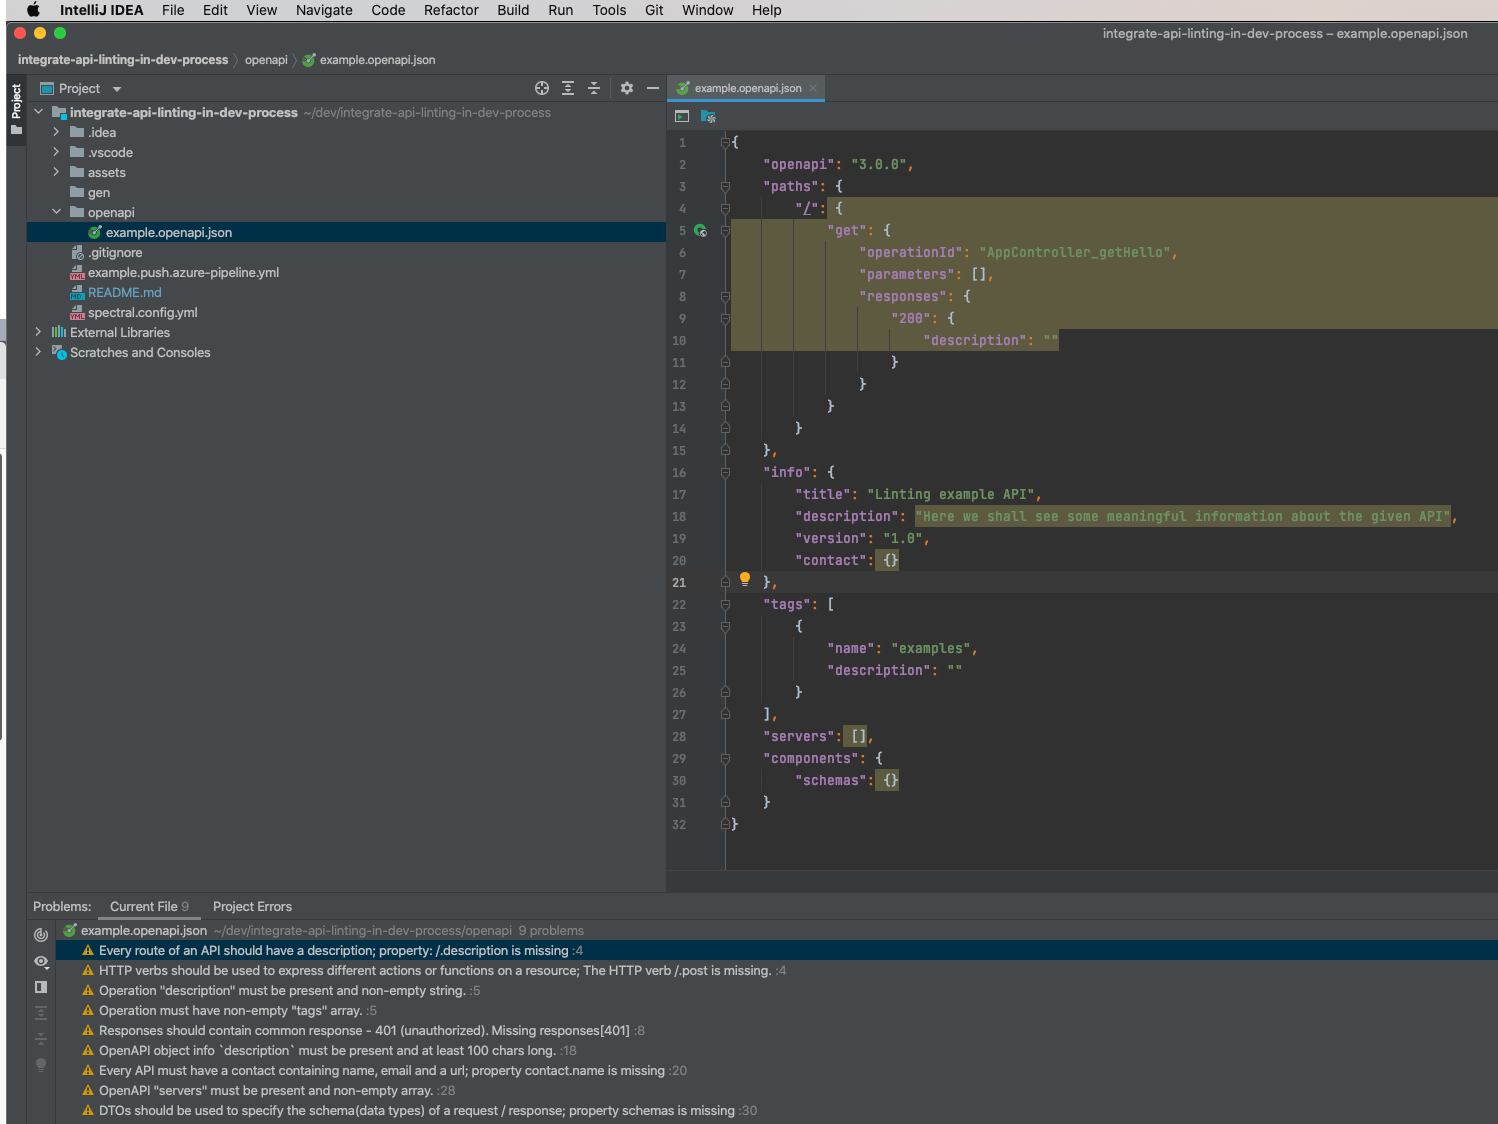 IntelliJ IDEA File Edit View Navigate Code Refactor Build Run Tools Git Window Help
integrate-api-linting-in-dev-process – example.openapi.json
integrate-api-linting-in-dev-process openapi example.openapi.json
Project
Project
example.openapi.json
integrate-api-linting-in-dev-process ~/dev/integrate-api-linting-in-dev-process
.idea
.vscode
assets
gen
openapi
example.openapi.json
.gitignore
example.push.azure-pipeline.yml
README.md
spectral.config.yml
External Libraries
Scratches and Consoles
1 {
2 "openapi": "3.0.0",
3 "paths": {
4 "/": {
5 "get": {
6 "operationId": "AppController_getHello",
7 "parameters": [],
8 "responses": {
9 "200": {
10 "description": ""
11 }
12 }
13 }
14 }
15 },
16 "info": {
17 "title": "Linting example API",
18 "description": "Here we shall see some meaningful information about the given API",
19 "version": "1.0",
20 "contact": {}
21 },
22 "tags": [
23 {
24 "name": "examples",
25 "description": ""
26 }
27 ],
28 "servers": [],
29 "components": {
30 "schemas": {}
31 }
32 }
Problems: Current File 9 Project Errors
example.openapi.json ~/dev/integrate-api-linting-in-dev-process/openapi 9 problems
Every route of an API should have a description; property: /.description is missing :4
HTTP verbs should be used to express different actions or functions on a resource; The HTTP verb /.post is missing. :4
Operation "description" must be present and non-empty string. :5
Operation must have non-empty "tags" array. :5
Responses should contain common response - 401 (unauthorized). Missing responses[401] :8
OpenAPI object info `description` must be present and at least 100 chars long. :18
Every API must have a contact containing name, email and a url; property contact.name is missing :20
OpenAPI "servers" must be present and non-empty array. :28
DTOs should be used to specify the schema(data types) of a request / response; property schemas is missing :30